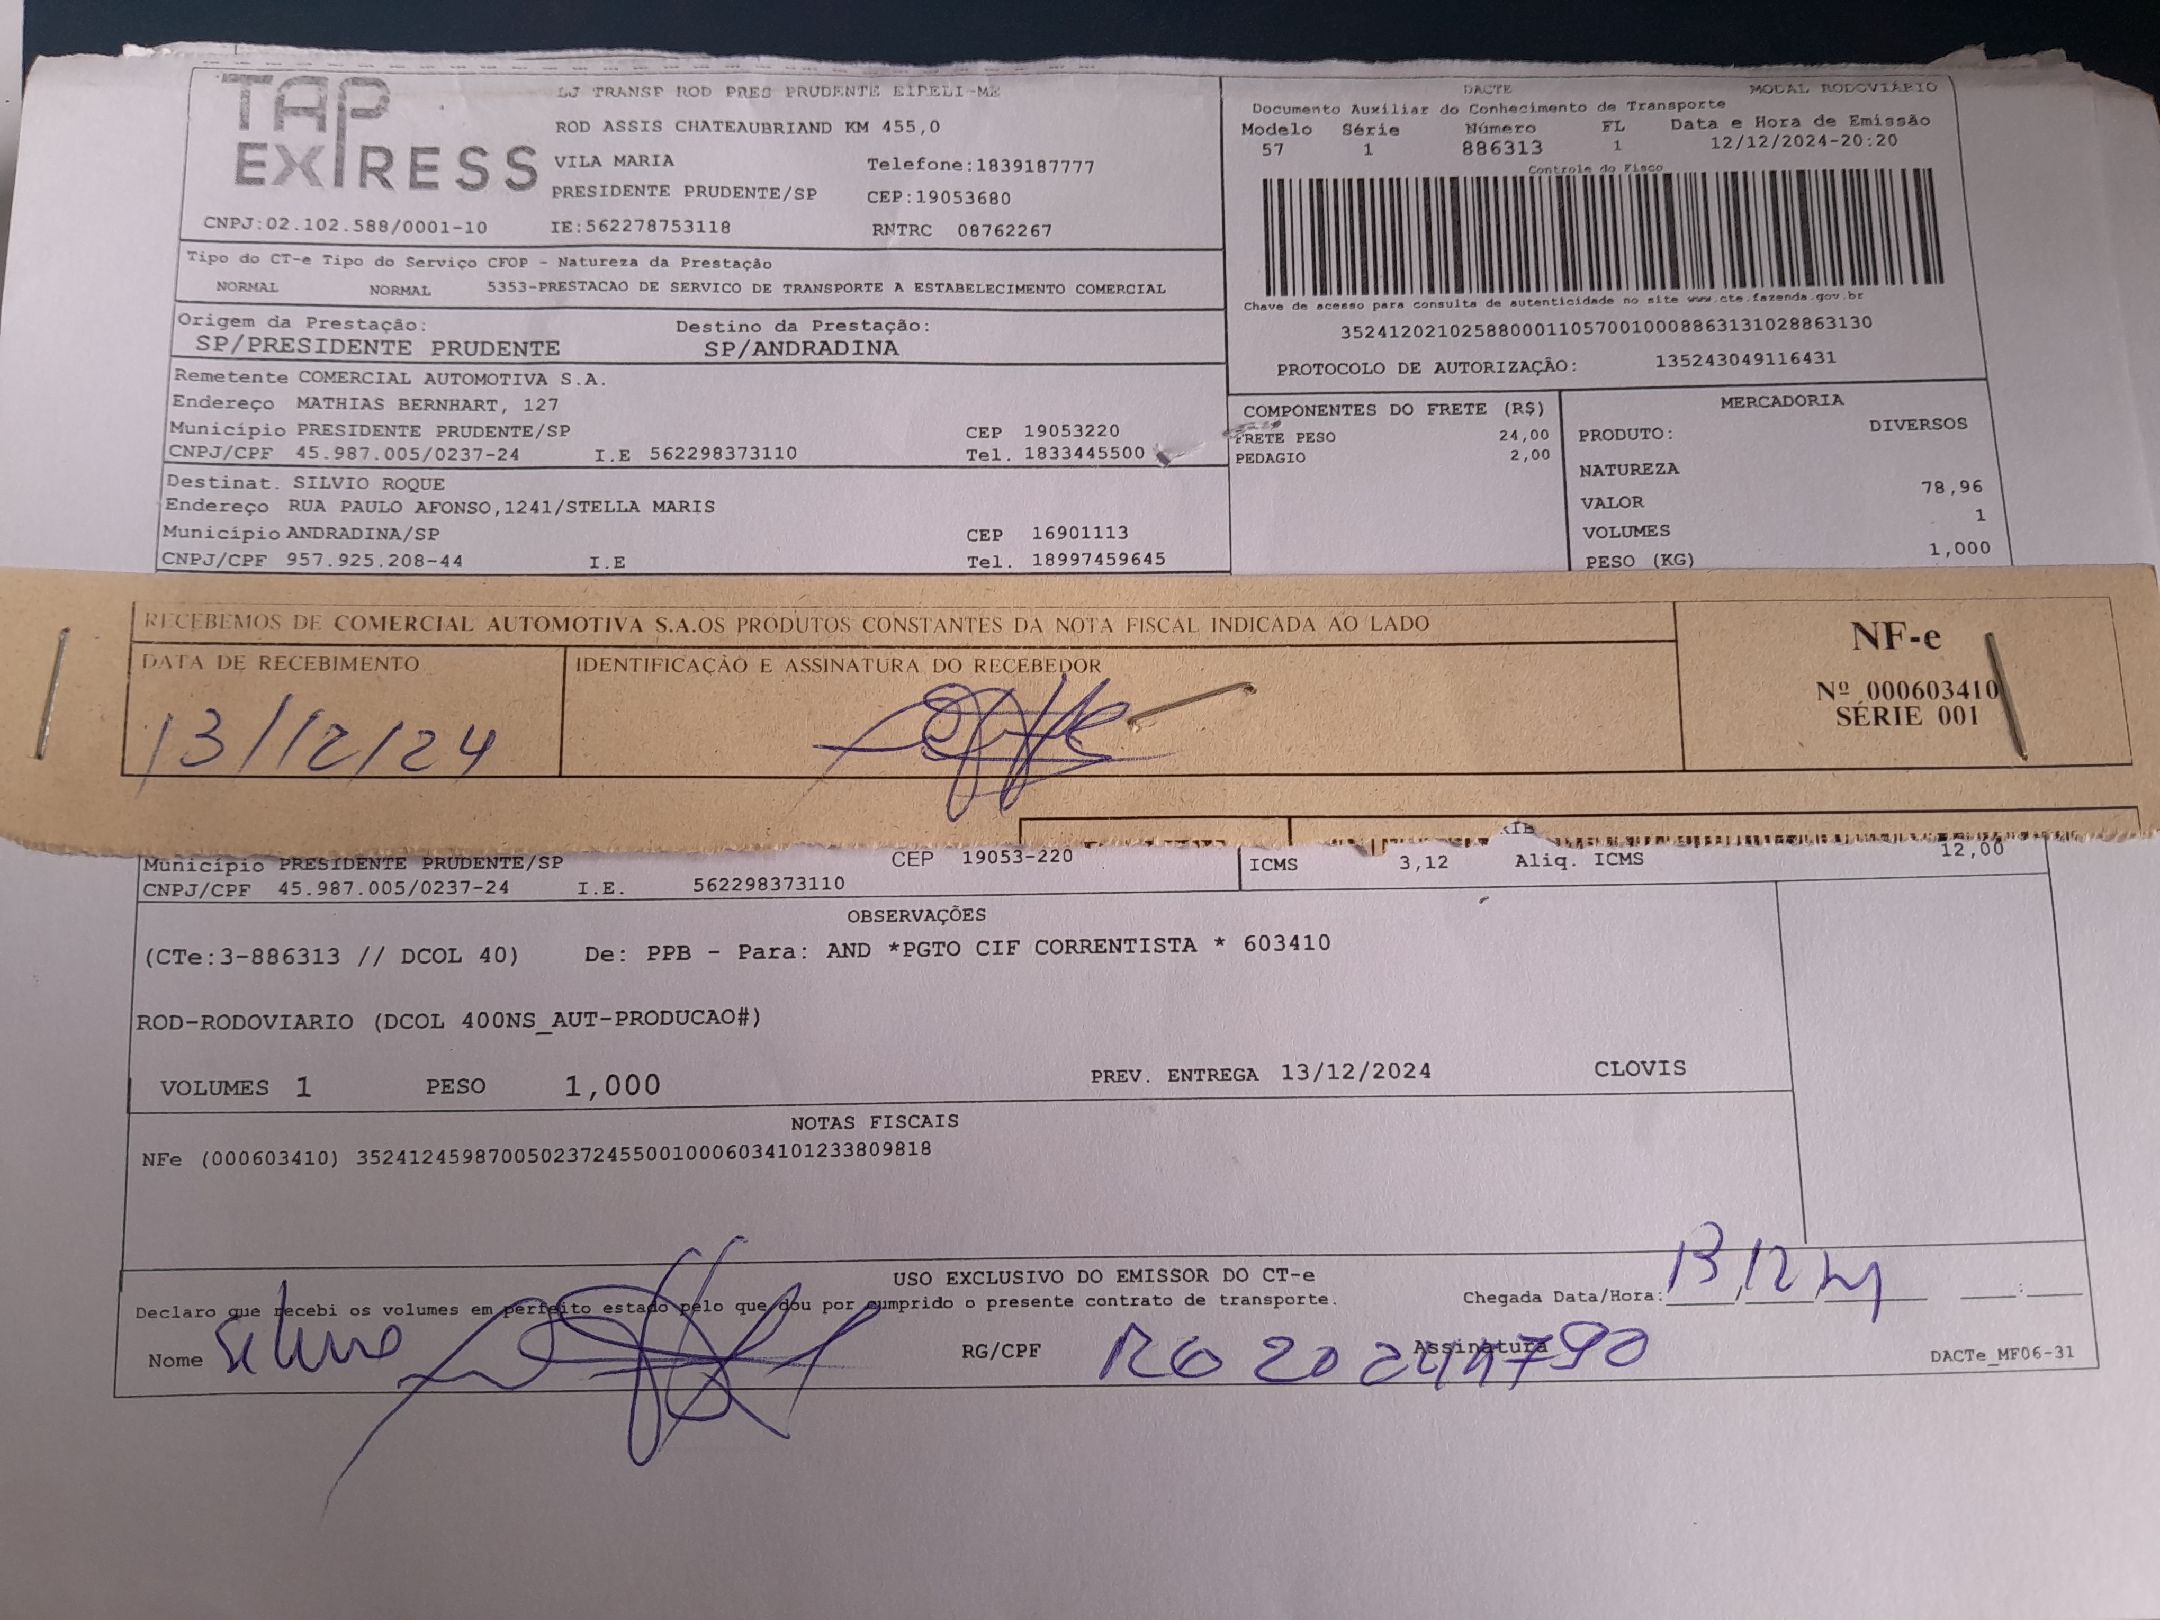 TAP
EXPRESS
LJ TRANSP ROD PRES PRUDENTE EIRELI-ME
ROD ASSIS CHATEAUBRIAND KM 455,0
VILA MARIA Telefone:1839187777
PRESIDENTE PRUDENTE/SP CEP:19053680
CNPJ:02.102.588/0001-10 IE:562278753118 RNTRC 08762267
DACTE MODAL RODOVIÁRIO
Documento Auxiliar do Conhecimento de Transporte
Modelo Série Número FL Data e Hora de Emissão
57 1 886313 1 12/12/2024-20:20
Controle do Fisco
Chave de acesso para consulta de autenticidade no site www.cte.fazenda.gov.br
35241202102588000110570010008863131028863130
PROTOCOLO DE AUTORIZAÇÃO: 135243049116431
Tipo do CT-e Tipo do Serviço CFOP - Natureza da Prestação
NORMAL NORMAL 5353-PRESTACAO DE SERVICO DE TRANSPORTE A ESTABELECIMENTO COMERCIAL
Origem da Prestação: Destino da Prestação:
SP/PRESIDENTE PRUDENTE SP/ANDRADINA
Remetente COMERCIAL AUTOMOTIVA S.A.
Endereço MATHIAS BERNHART, 127
Município PRESIDENTE PRUDENTE/SP CEP 19053220
CNPJ/CPF 45.987.005/0237-24 I.E 562298373110 Tel. 1833445500
Destinat. SILVIO ROQUE
Endereço RUA PAULO AFONSO,1241/STELLA MARIS
Município ANDRADINA/SP CEP 16901113
CNPJ/CPF 957.925.208-44 I.E Tel. 18997459645
COMPONENTES DO FRETE (R$)
FRETE PESO 24,00
PEDAGIO 2,00
MERCADORIA
PRODUTO: DIVERSOS
NATUREZA
VALOR 78,96
VOLUMES 1
PESO (KG) 1,000
RECEBEMOS DE COMERCIAL AUTOMOTIVA S.A.OS PRODUTOS CONSTANTES DA NOTA FISCAL INDICADA AO LADO
DATA DE RECEBIMENTO IDENTIFICAÇÃO E ASSINATURA DO RECEBEDOR
13/12/24
NF-e
Nº 000603410
SÉRIE 001
Município PRESIDENTE PRUDENTE/SP CEP 19053-220
CNPJ/CPF 45.987.005/0237-24 I.E. 562298373110
ICMS 3,12 Aliq. ICMS 12,00
OBSERVAÇÕES
(CTe:3-886313 // DCOL 40) De: PPB - Para: AND *PGTO CIF CORRENTISTA * 603410
ROD-RODOVIARIO (DCOL 400NS_AUT-PRODUCAO#)
VOLUMES 1 PESO 1,000 PREV. ENTREGA 13/12/2024 CLOVIS
NOTAS FISCAIS
NFe (000603410) 35241245987005023724550010006034101233809818
USO EXCLUSIVO DO EMISSOR DO CT-e
Declaro que recebi os volumes em perfeito estado pelo que dou por cumprido o presente contrato de transporte.
Chegada Data/Hora: 13/12/24
Nome RG/CPF Assinatura
DACTe_MF06-31